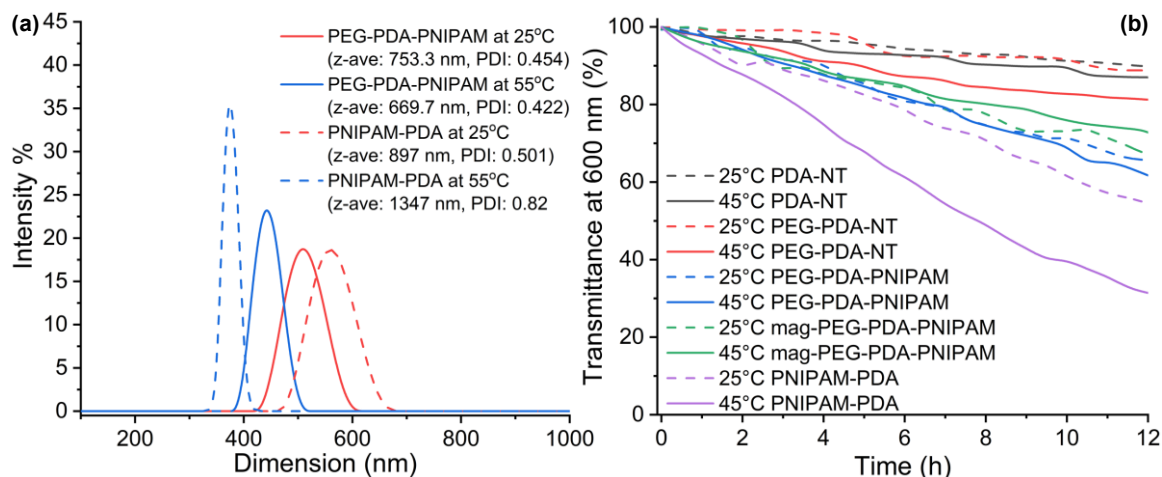 (a)
45
40
35
30
25
20
15
10
5
0
Intensity %
PEG-PDA-PNIPAM at 25°C
(z-ave: 753.3 nm, PDI: 0.454)
PEG-PDA-PNIPAM at 55°C
(z-ave: 669.7 nm, PDI: 0.422)
PNIPAM-PDA at 25°C
(z-ave: 897 nm, PDI: 0.501)
PNIPAM-PDA at 55°C
(z-ave: 1347 nm, PDI: 0.82
200 400 600 800 1000
Dimension (nm)
(b)
100
80
60
40
20
0
Transmittance at 600 nm (%)
25°C PDA-NT
45°C PDA-NT
25°C PEG-PDA-NT
45°C PEG-PDA-NT
25°C PEG-PDA-PNIPAM
45°C PEG-PDA-PNIPAM
25°C mag-PEG-PDA-PNIPAM
45°C mag-PEG-PDA-PNIPAM
25°C PNIPAM-PDA
45°C PNIPAM-PDA
0 2 4 6 8 10 12
Time (h)